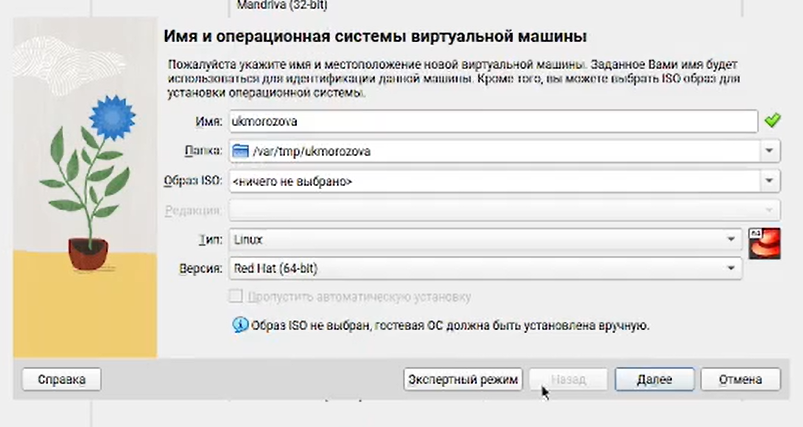 Mandriva (32-bit)
Имя и операционная система виртуальной машины
Пожалуйста укажите имя и местоположение новой виртуальной машины. Заданное Вами имя будет
использоваться для идентификации данной машины. Кроме того, вы можете выбрать ISO образ для
установки операционной системы.
Имя: ukmorozova
Папка: /var/tmp/ukmorozova
Образ ISO: <ничего не выбрано>
Редакция:
Тип: Linux
64
Версия: Red Hat (64-bit)
Пропустить автоматическую установку
Образ ISO не выбран, гостевая ОС должна быть установлена вручную.
Справка Экспертный режим Назад Далее Отмена